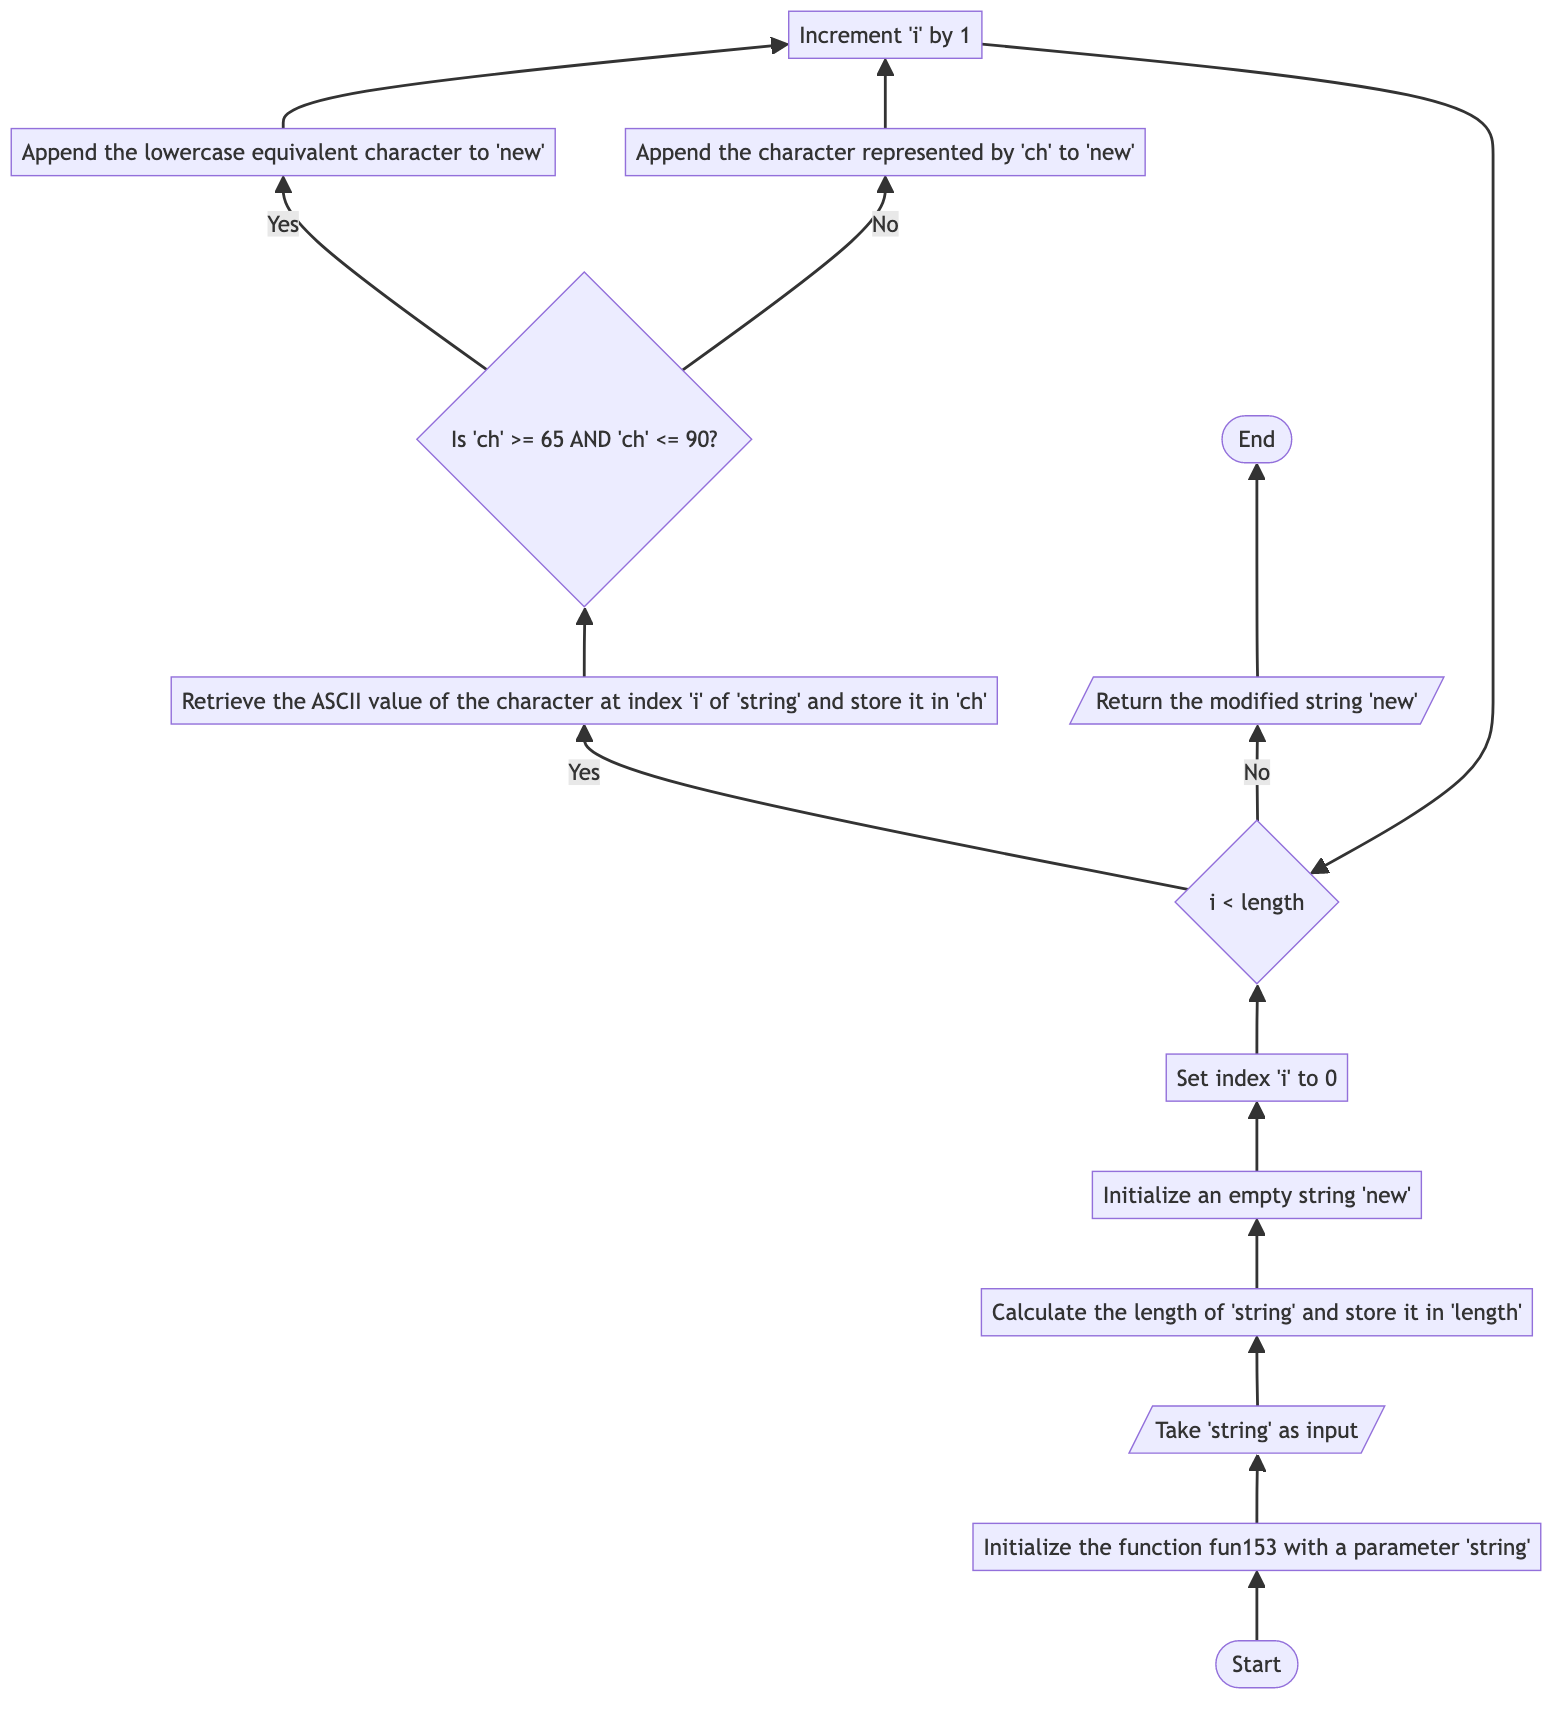 Increment 'i' by 1
Append the lowercase equivalent character to 'new'
Append the character represented by 'ch' to 'new'
Yes
No
Is 'ch' >= 65 AND 'ch' <= 90?
End
Retrieve the ASCII value of the character at index 'i' of 'string' and store it in 'ch'
Return the modified string 'new'
Yes
No
i < length
Set index 'i' to 0
Initialize an empty string 'new'
Calculate the length of 'string' and store it in 'length'
Take 'string' as input
Initialize the function fun153 with a parameter 'string'
Start